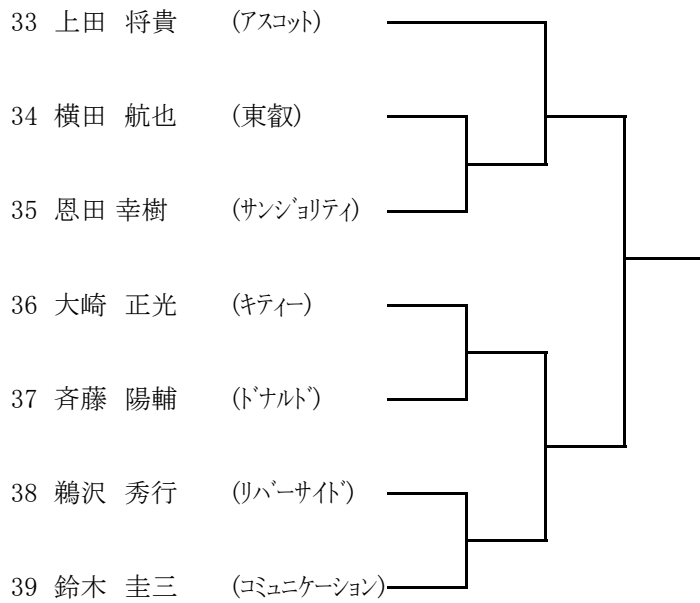 33 上田 将貴 (アスコット)
34 横田 航也 (東叡)
35 恩田 幸樹 (サンジョリティ)
36 大崎 正光 (キティー)
37 斉藤 陽輔 (ドナルド)
38 鵜沢 秀行 (リバーサイド)
39 鈴木 圭三 (コミュニケーション)